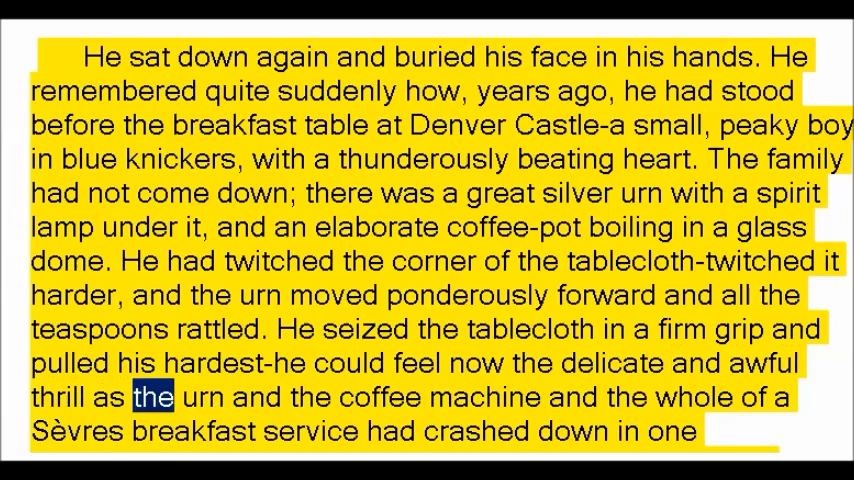 He sat down again and buried his face in his hands. He
remembered quite suddenly how, years ago, he had stood
before the breakfast table at Denver Castle-a small, peaky boy
in blue knickers, with a thunderously beating heart. The family
had not come down; there was a great silver urn with a spirit
lamp under it, and an elaborate coffee-pot boiling in a glass
dome. He had twitched the corner of the tablecloth-twitched it
harder, and the urn moved ponderously forward and all the
teaspoons rattled. He seized the tablecloth in a firm grip and
pulled his hardest-he could feel now the delicate and awful
thrill as the urn and the coffee machine and the whole of a
Sèvres breakfast service had crashed down in one